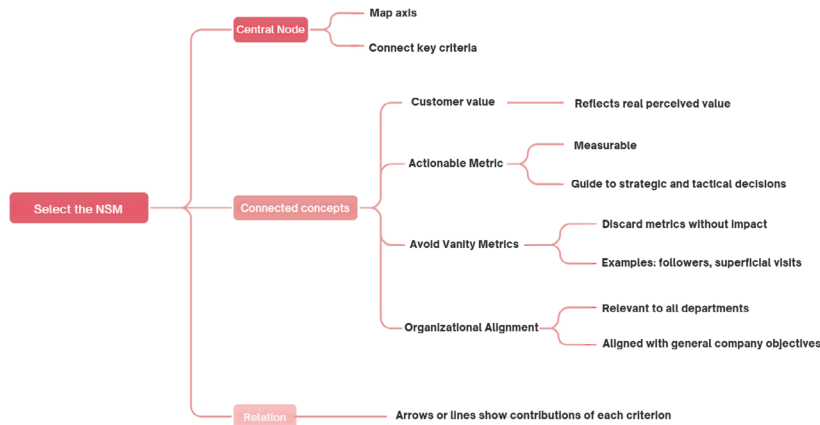 Map axis
Central Node
Connect key criteria
Customer value
Reflects real perceived value
Measurable
Actionable Metric
Guide to strategic and tactical decisions
Select the NSM
Connected concepts
Discard metrics without impact
Avoid Vanity Metrics
Examples: followers, superficial visits
Relevant to all departments
Organizational Alignment
Aligned with general company objectives
Relation
Arrows or lines show contributions of each criterion